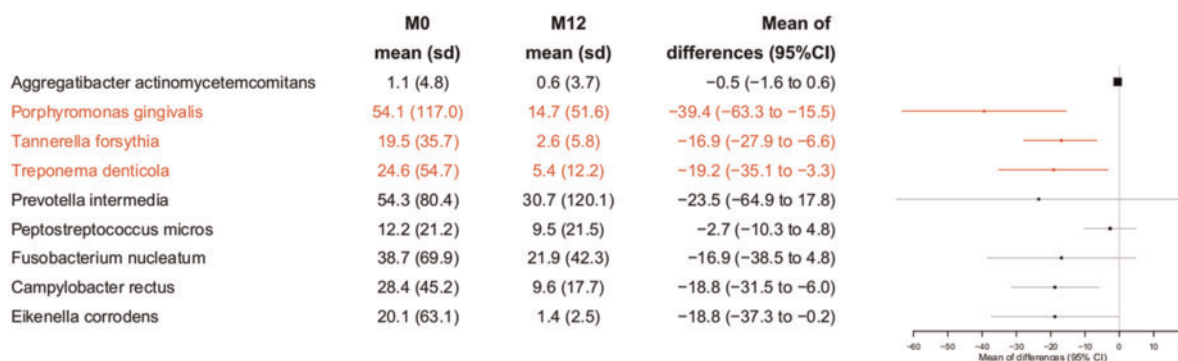 M0 M12 Mean of
mean (sd) mean (sd) differences (95%CI)
Aggregatibacter actinomycetemcomitans 1.1 (4.8) 0.6 (3.7) −0.5 (−1.6 to 0.6)
Porphyromonas gingivalis 54.1 (117.0) 14.7 (51.6) −39.4 (−63.3 to −15.5)
Tannerella forsythia 19.5 (35.7) 2.6 (5.8) −16.9 (−27.9 to −6.6)
Treponema denticola 24.6 (54.7) 5.4 (12.2) −19.2 (−35.1 to −3.3)
Prevotella intermedia 54.3 (80.4) 30.7 (120.1) −23.5 (−64.9 to 17.8)
Peptostreptococcus micros 12.2 (21.2) 9.5 (21.5) −2.7 (−10.3 to 4.8)
Fusobacterium nucleatum 38.7 (69.9) 21.9 (42.3) −16.9 (−38.5 to 4.8)
Campylobacter rectus 28.4 (45.2) 9.6 (17.7) −18.8 (−31.5 to −6.0)
Eikenella corrodens 20.1 (63.1) 1.4 (2.5) −18.8 (−37.3 to −0.2)
−60 −50 −40 −30 −20 −10 0 10
Mean of differences (95% CI)